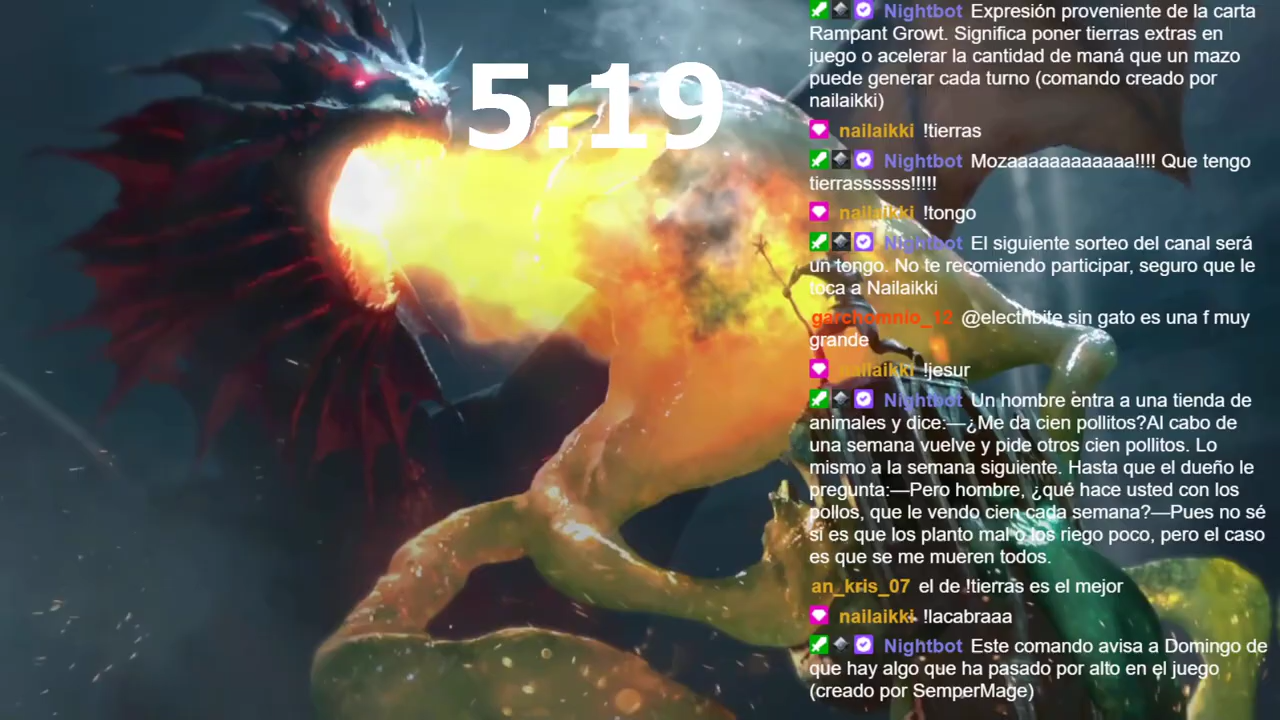 5:19
Nightbot Expresión proveniente de la carta
Rampant Growt. Significa poner tierras extras en
juego o acelerar la cantidad de maná que un mazo
puede generar cada turno (comando creado por
nailaikki)
nailaikki !tierras
Nightbot Mozaaaaaaaaaaaa!!!! Que tengo
tierrassssss!!!!!
nailaikki !tongo
Nightbot El siguiente sorteo del canal será
un tongo. No te recomiendo participar, seguro que le
toca a Nailaikki
garchomnio_12 @electribite sin gato es una f muy
grande
nailaikki !jesur
Nightbot Un hombre entra a una tienda de
animales y dice:—¿Me da cien pollitos?Al cabo de
una semana vuelve y pide otros cien pollitos. Lo
mismo a la semana siguiente. Hasta que el dueño le
pregunta:—Pero hombre, ¿qué hace usted con los
pollos, que le vendo cien cada semana?—Pues no sé
si es que los planto mal o los riego poco, pero el caso
es que se me mueren todos.
an_kris_07 el de !tierras es el mejor
nailaikki !lacabraaa
Nightbot Este comando avisa a Domingo de
que hay algo que ha pasado por alto en el juego
(creado por SemperMage)